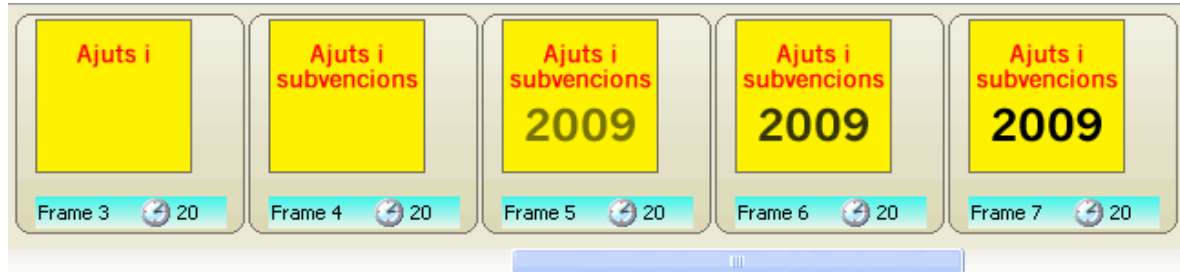 Ajuts i
Frame 3 20
Ajuts i
subvencions
Frame 4 20
Ajuts i
subvencions
2009
Frame 5 20
Ajuts i
subvencions
2009
Frame 6 20
Ajuts i
subvencions
2009
Frame 7 20